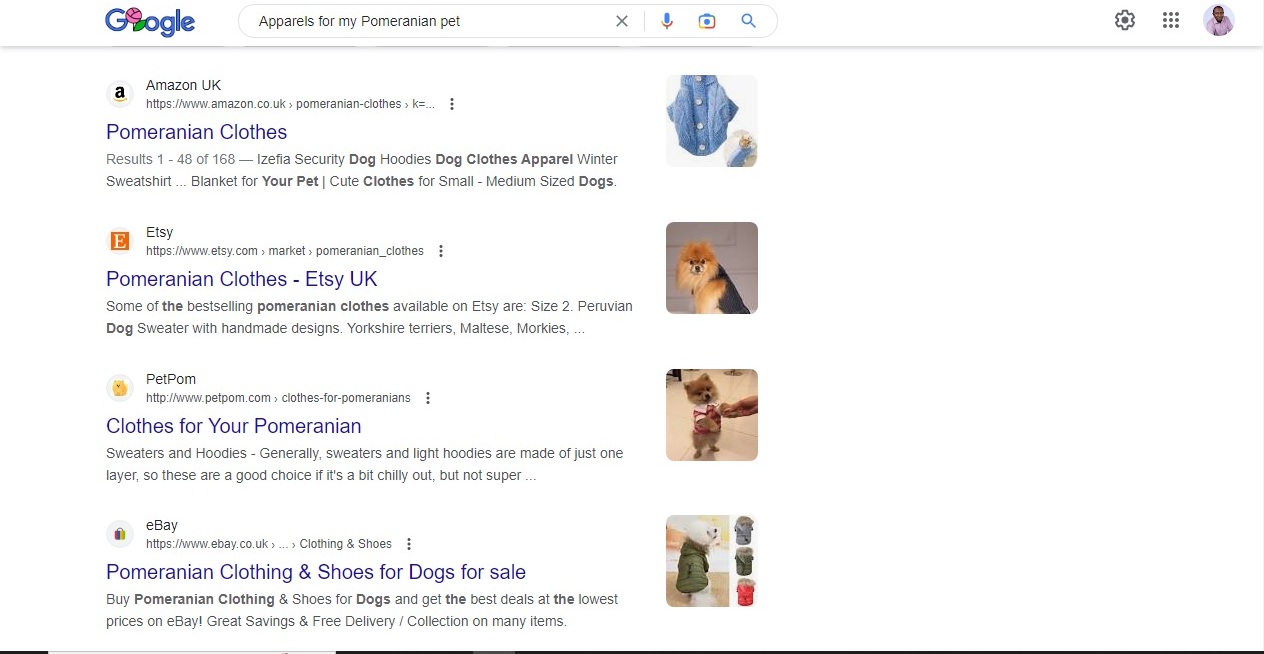 Google
Apparels for my Pomeranian pet
a
Amazon UK
https://www.amazon.co.uk › pomeranian-clothes › k=...
Pomeranian Clothes
Results 1 - 48 of 168 — Izefia Security Dog Hoodies Dog Clothes Apparel Winter
Sweatshirt ... Blanket for Your Pet | Cute Clothes for Small - Medium Sized Dogs.
E
Etsy
https://www.etsy.com › market › pomeranian_clothes
Pomeranian Clothes - Etsy UK
Some of the bestselling pomeranian clothes available on Etsy are: Size 2. Peruvian
Dog Sweater with handmade designs. Yorkshire terriers, Maltese, Morkies, ...
PetPom
http://www.petpom.com › clothes-for-pomeranians
Clothes for Your Pomeranian
Sweaters and Hoodies - Generally, sweaters and light hoodies are made of just one
layer, so these are a good choice if it's a bit chilly out, but not super ...
eBay
https://www.ebay.co.uk › ... › Clothing & Shoes
Pomeranian Clothing & Shoes for Dogs for sale
Buy Pomeranian Clothing & Shoes for Dogs and get the best deals at the lowest
prices on eBay! Great Savings & Free Delivery / Collection on many items.